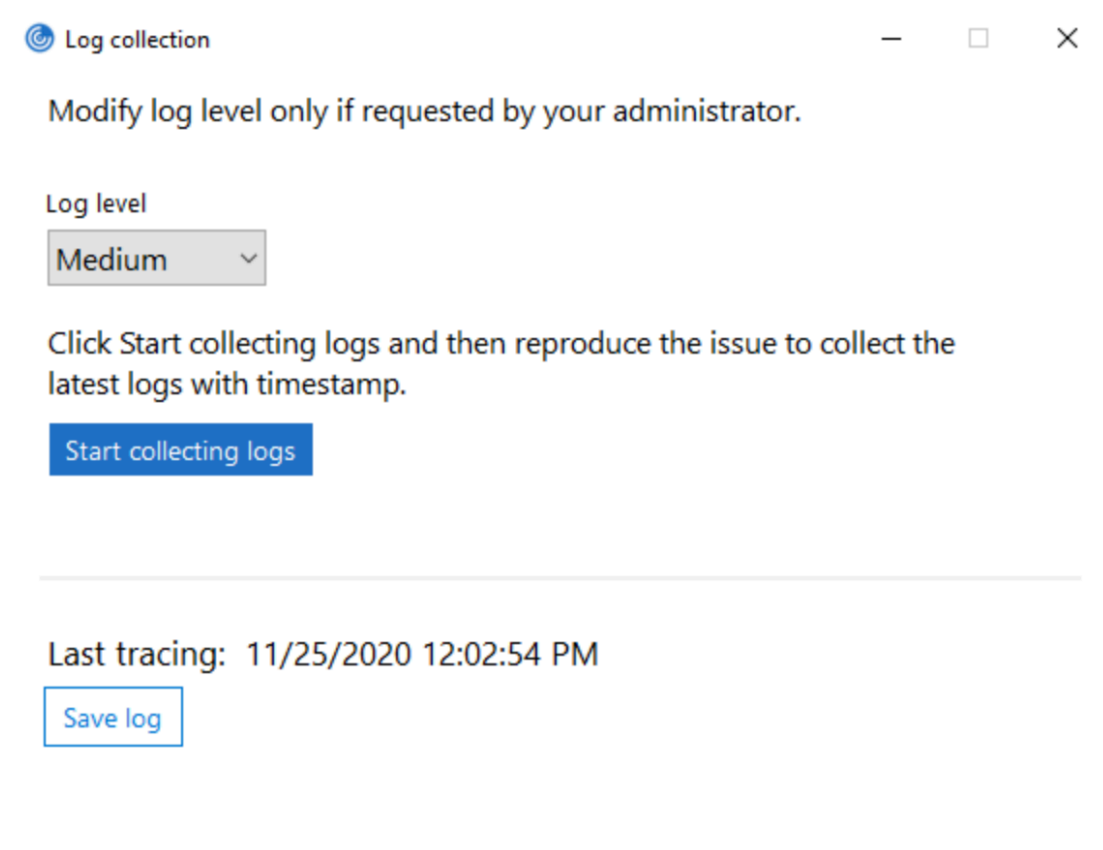 Log collection
Modify log level only if requested by your administrator.
Log level
Medium
Click Start collecting logs and then reproduce the issue to collect the
latest logs with timestamp.
Start collecting logs
Last tracing: 11/25/2020 12:02:54 PM
Save log